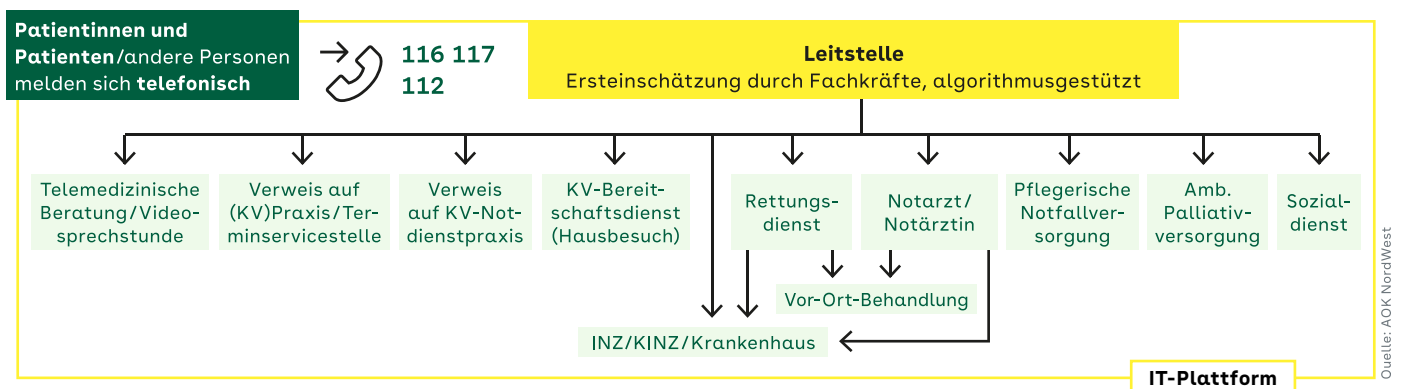 Patientinnen und
Patienten/andere Personen
melden sich telefonisch
116 117
112
Leitstelle
Ersteinschätzung durch Fachkräfte, algorithmusgestützt
Telemedizinische
Beratung/Video-
sprechstunde
Verweis auf
(KV)Praxis/Ter-
minservicestelle
Verweis
auf KV-Not-
dienstpraxis
KV-Bereit-
schaftsdienst
(Hausbesuch)
Rettungs-
dienst
Notarzt/
Notärztin
Pflegerische
Notfallver-
sorgung
Amb.
Palliativ-
versorgung
Sozial-
dienst
Vor-Ort-Behandlung
INZ/KINZ/Krankenhaus
IT-Plattform
Quelle: AOK NordWest